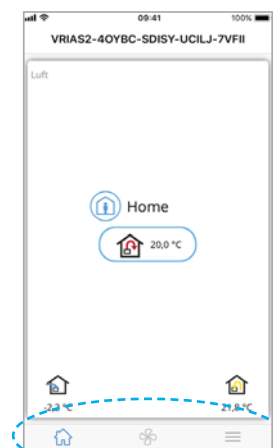 09:41 100%
VRIAS2-4OYBC-SDISY-UCILJ-7VFII
Luft
Home
20,0 °C
-2,2 °C 21,8 °C